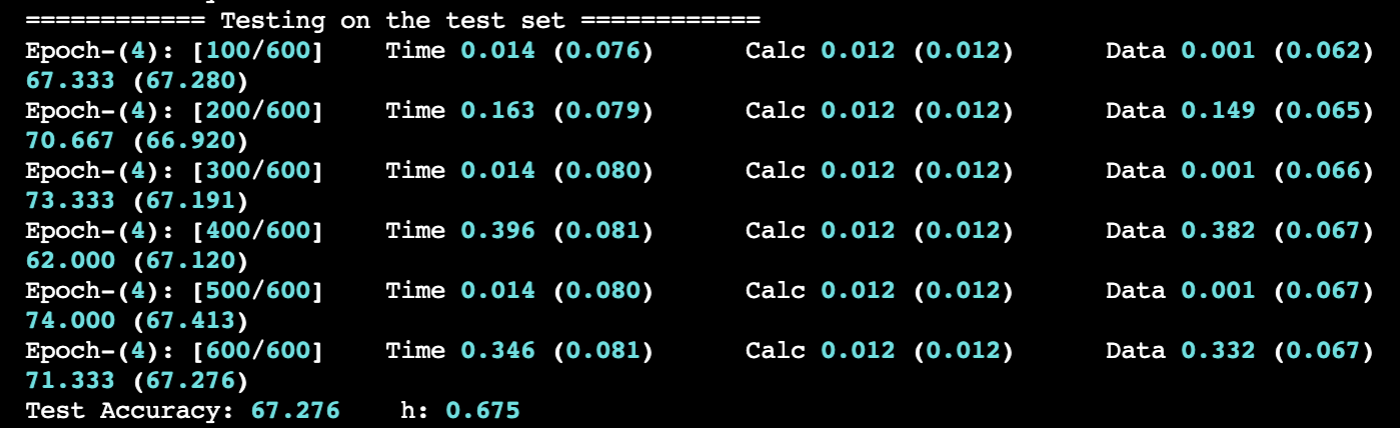 ============ Testing on the test set ============
Epoch-(4): [100/600] Time 0.014 (0.076) Calc 0.012 (0.012) Data 0.001 (0.062)
67.333 (67.280)
Epoch-(4): [200/600] Time 0.163 (0.079) Calc 0.012 (0.012) Data 0.149 (0.065)
70.667 (66.920)
Epoch-(4): [300/600] Time 0.014 (0.080) Calc 0.012 (0.012) Data 0.001 (0.066)
73.333 (67.191)
Epoch-(4): [400/600] Time 0.396 (0.081) Calc 0.012 (0.012) Data 0.382 (0.067)
62.000 (67.120)
Epoch-(4): [500/600] Time 0.014 (0.080) Calc 0.012 (0.012) Data 0.001 (0.067)
74.000 (67.413)
Epoch-(4): [600/600] Time 0.346 (0.081) Calc 0.012 (0.012) Data 0.332 (0.067)
71.333 (67.276)
Test Accuracy: 67.276 h: 0.675